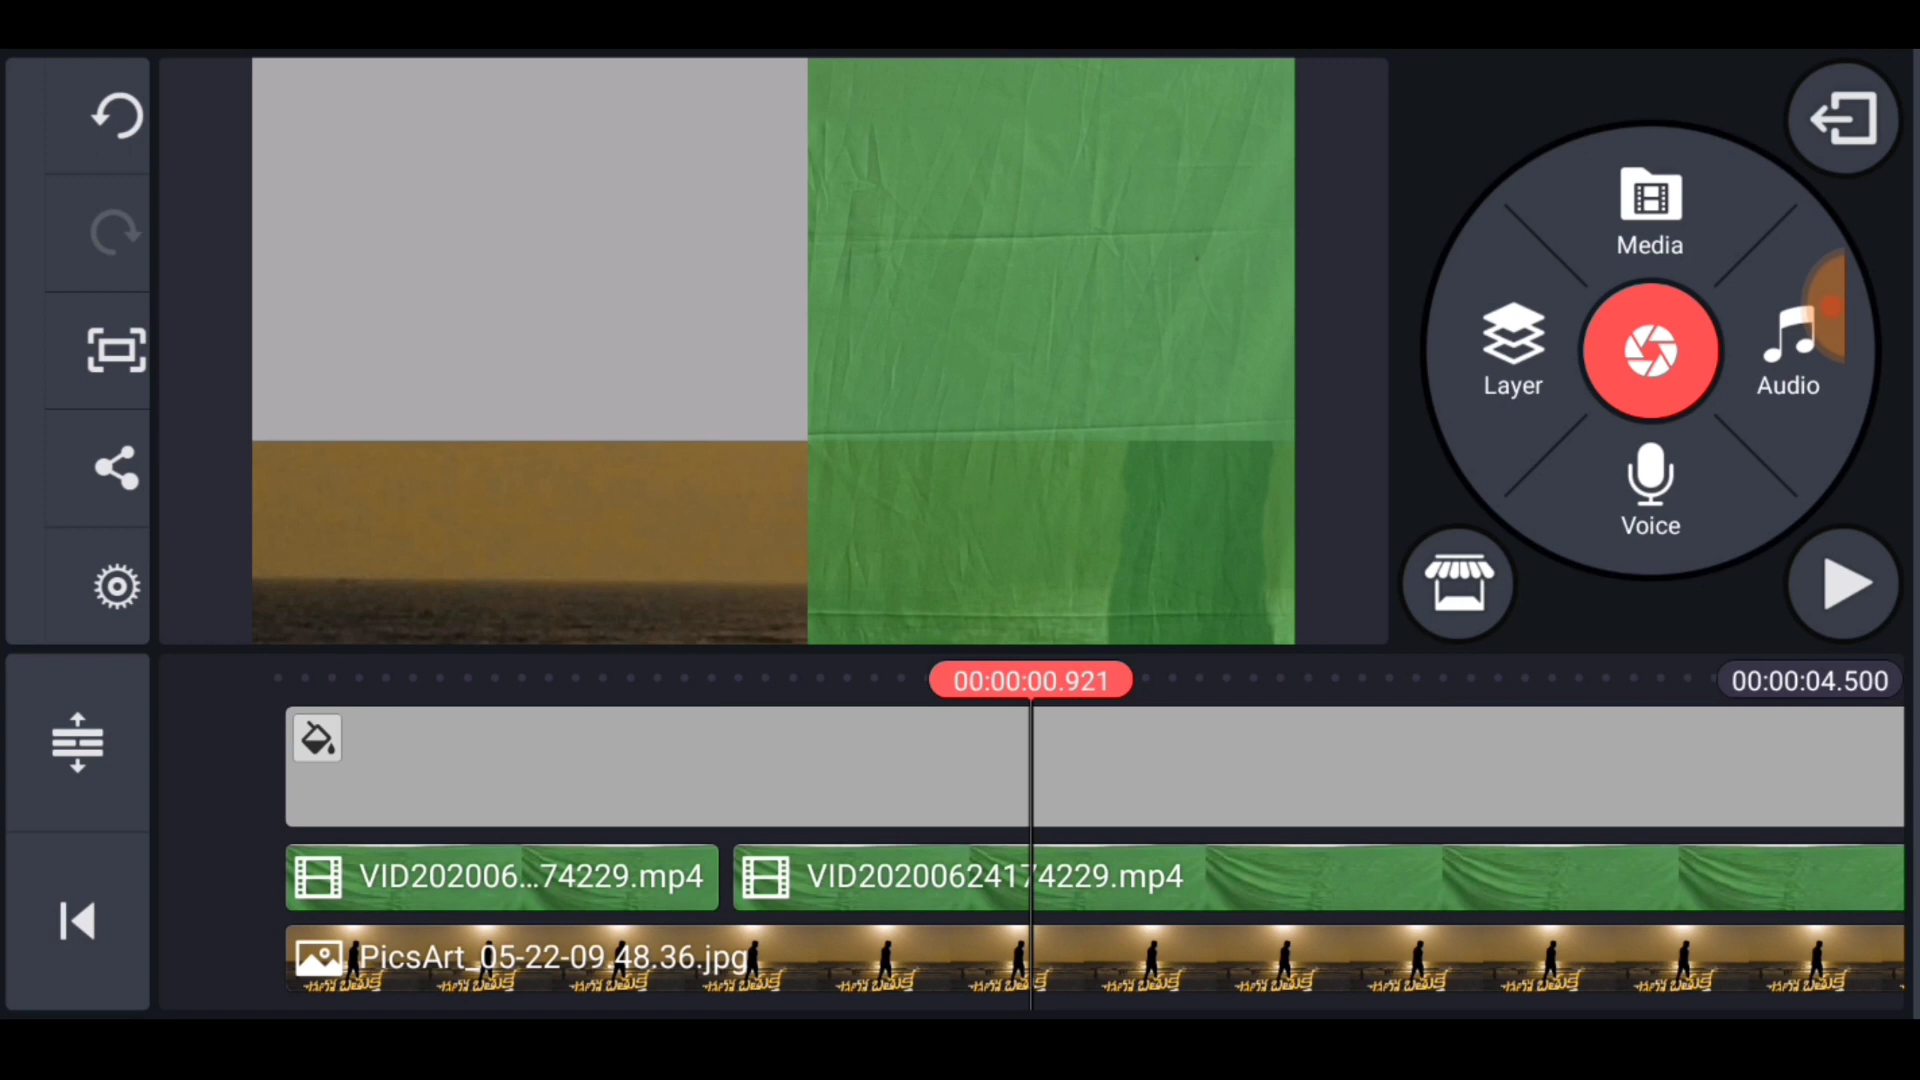 Media
Layer
Audio
Voice
00:00:00.921
00:00:04.500
VID202006...74229.mp4
VID20200624174229.mp4
PicsArt_05-22-09.48.36.jpg